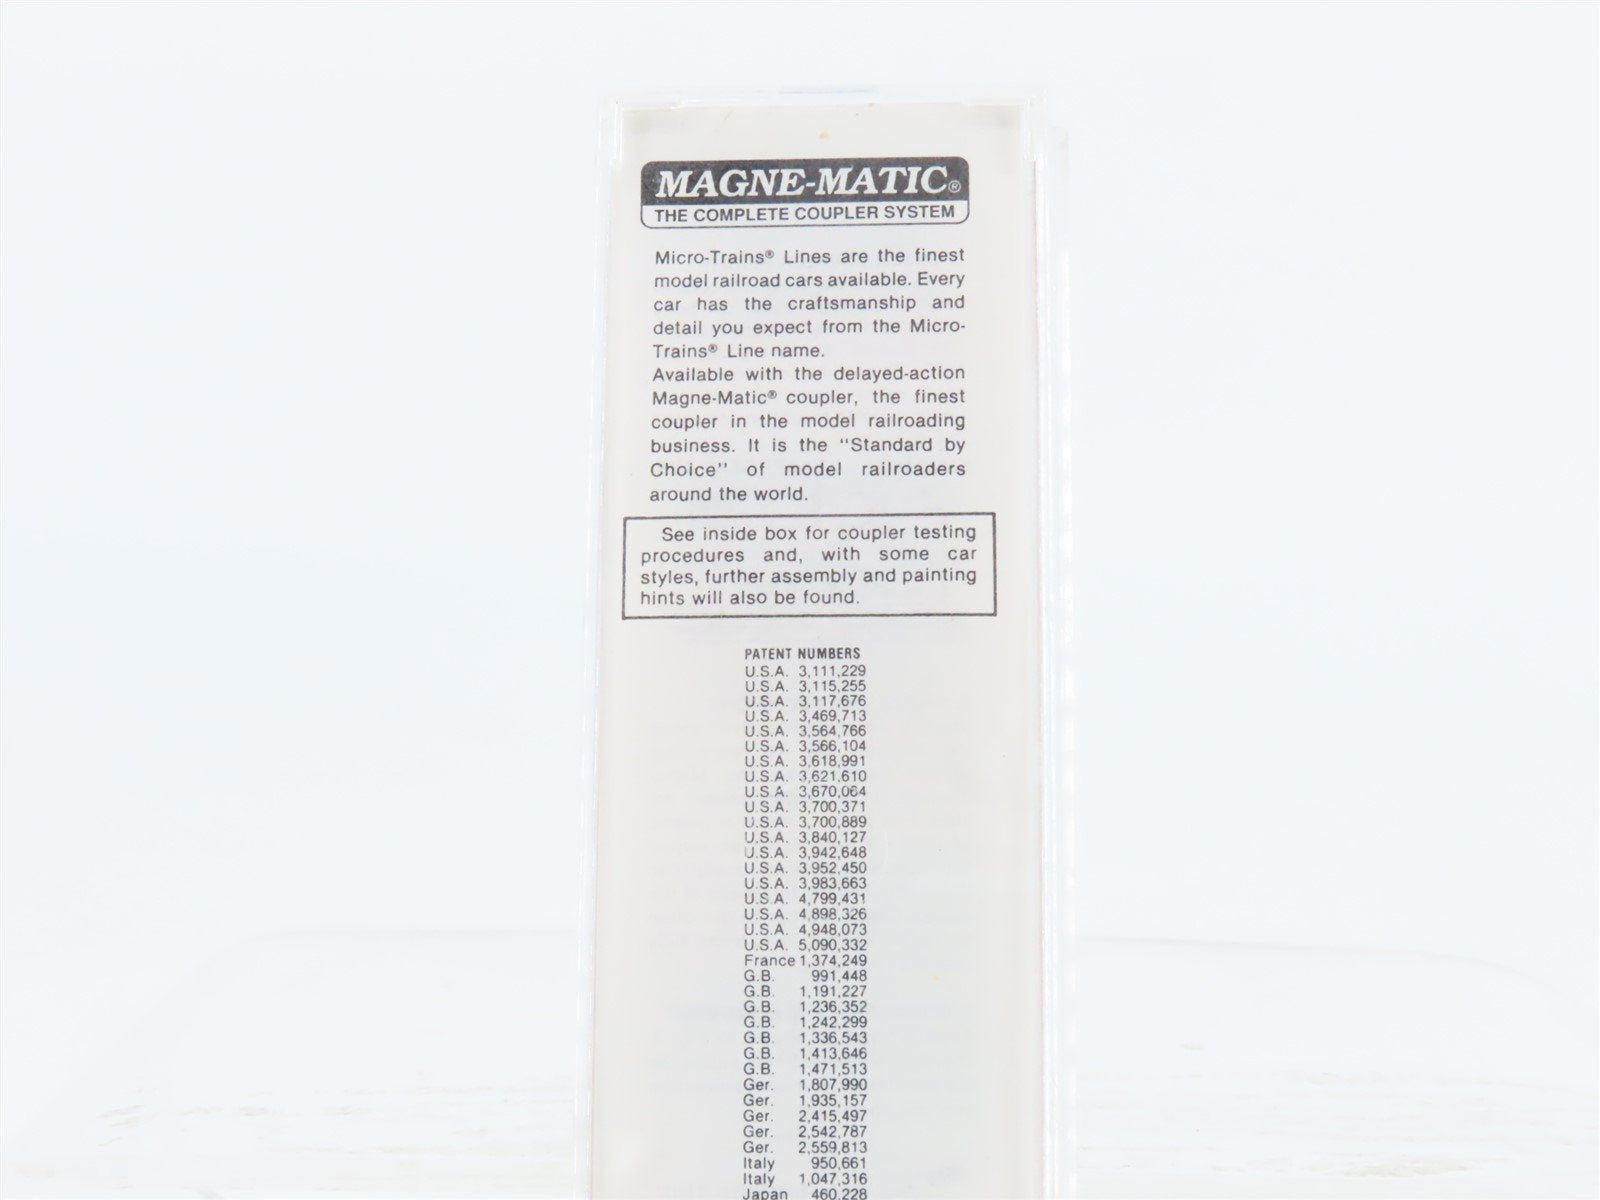 MAGNE-MATIC®
THE COMPLETE COUPLER SYSTEM
Micro-Trains® Lines are the finest
model railroad cars available. Every
car has the craftsmanship and
detail you expect from the Micro-
Trains® Line name.
Available with the delayed-action
Magne-Matic® coupler, the finest
coupler in the model railroading
business. It is the "Standard by
Choice" of model railroaders
around the world.
See inside box for coupler testing
procedures and, with some car
styles, further assembly and painting
hints will also be found.
PATENT NUMBERS
U.S.A. 3,111,229
U.S.A. 3,115,255
U.S.A. 3,117,676
U.S.A. 3,469,713
U.S.A. 3,564,766
U.S.A. 3,566,104
U.S.A. 3,618,991
U.S.A. 3,621,610
U.S.A. 3,670,064
U.S.A. 3,700,371
U.S.A. 3,700,889
U.S.A. 3,840,127
U.S.A. 3,942,648
U.S.A. 3,952,450
U.S.A. 3,983,663
U.S.A. 4,799,431
U.S.A. 4,898,326
U.S.A. 4,948,073
U.S.A. 5,090,332
France 1,374,249
G.B. 991,448
G.B. 1,191,227
G.B. 1,236,352
G.B. 1,242,299
G.B. 1,336,543
G.B. 1,413,646
G.B. 1,471,513
Ger. 1,807,990
Ger. 1,935,157
Ger. 2,415,497
Ger. 2,542,787
Ger. 2,559,813
Italy 950,661
Italy 1,047,316
Japan 460,228